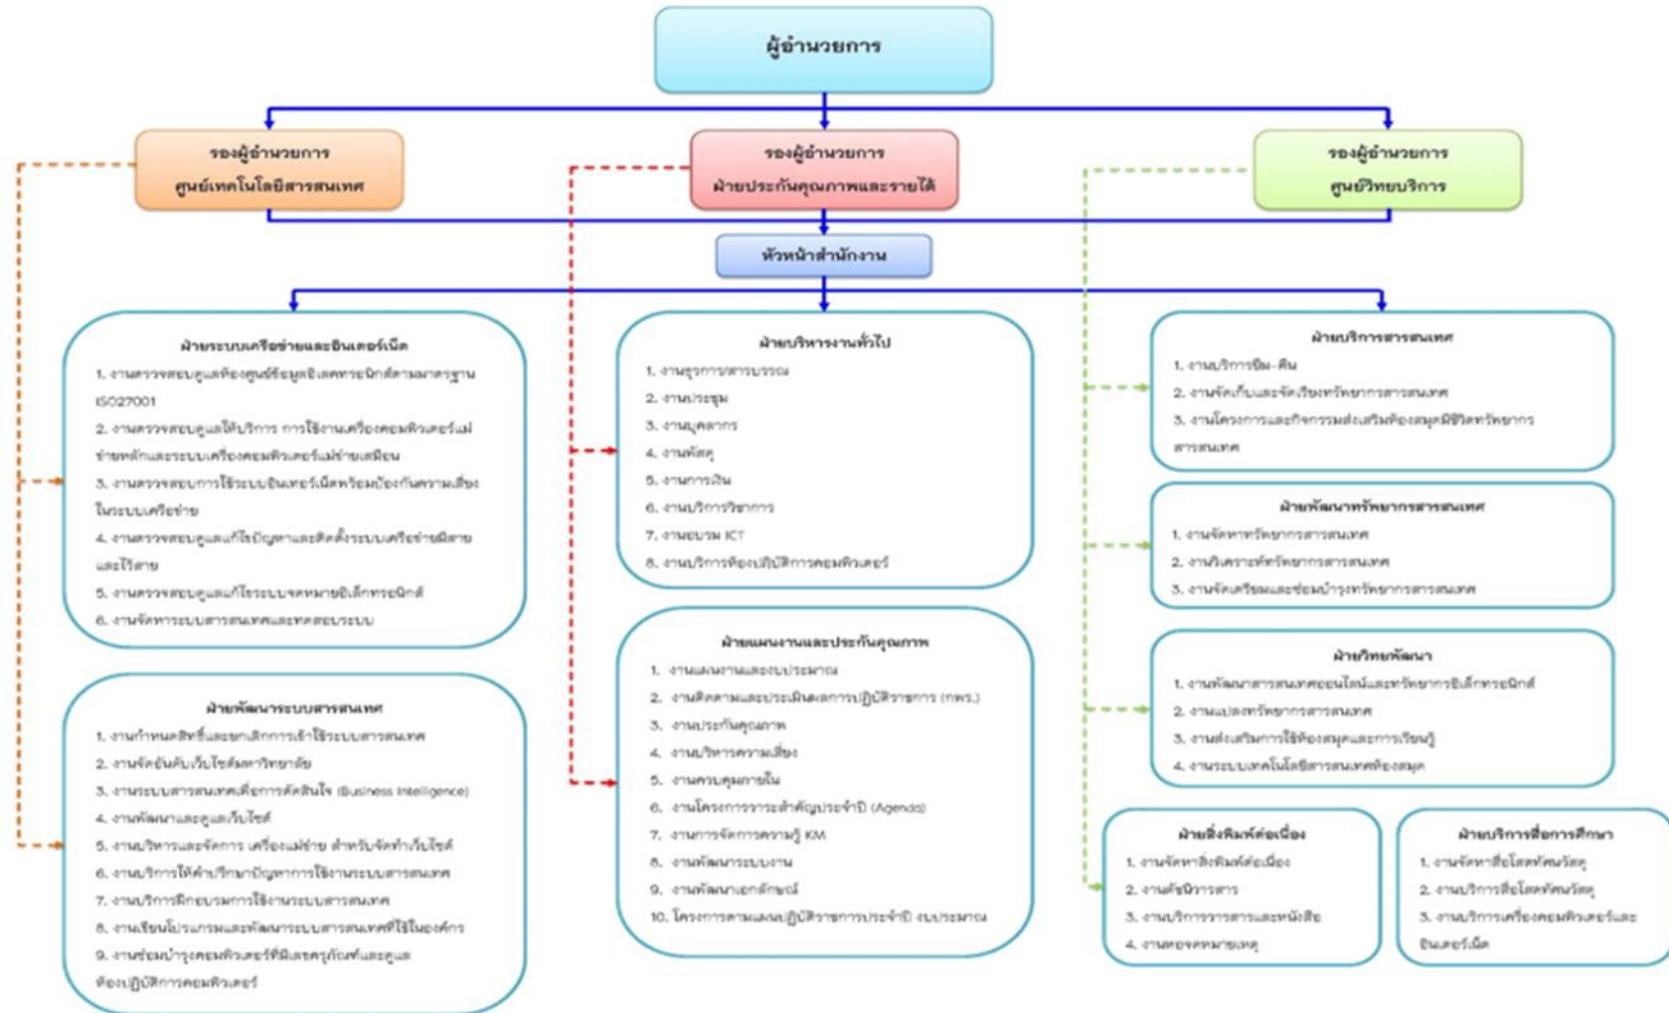 ผู้อำนวยการ
รองผู้อำนวยการ
ศูนย์เทคโนโลยีสารสนเทศ
รองผู้อำนวยการ
ฝ่ายประกันคุณภาพและรายได้
รองผู้อำนวยการ
ศูนย์วิทยบริการ
หัวหน้าสำนักงาน
ฝ่ายระบบเครือข่ายและอินเตอร์เน็ต
1. งานตรวจสอบดูแลห้องศูนย์ข้อมูลอิเลคทรอนิกส์ตามมาตรฐาน
ISO27001
2. งานตรวจสอบดูแลให้บริการ การใช้งานเครื่องคอมพิวเตอร์แม่
ข่ายหลักและระบบเครื่องคอมพิวเตอร์แม่ข่ายเสมือน
3. งานตรวจสอบการใช้ระบบอินเทอร์เน็ตพร้อมป้องกันความเสี่ยง
ในระบบเครือข่าย
4. งานตรวจสอบดูแลแก้ไขปัญหาและติดตั้งระบบเครือข่ายมีสาย
และไร้สาย
5. งานตรวจสอบดูแลแก้ไขระบบจดหมายอิเล็กทรอนิกส์
6. งานจัดหาระบบสารสนเทศและทดสอบระบบ
ฝ่ายพัฒนาระบบสารสนเทศ
1. งานกำหนดสิทธิ์และยกเลิกการเข้าใช้ระบบสารสนเทศ
2. งานจัดอันดับเว็บไซต์มหาวิทยาลัย
3. งานระบบสารสนเทศเพื่อการตัดสินใจ (Business Intelligence)
4. งานพัฒนาและดูแลเว็บไซต์
5. งานบริหารและจัดการ เครื่องแม่ข่าย สำหรับจัดทำเว็บไซต์
6. งานบริการให้คำปรึกษาปัญหาการใช้งานระบบสารสนเทศ
7. งานบริการฝึกอบรมการใช้งานระบบสารสนเทศ
8. งานเขียนโปรแกรมและพัฒนาระบบสารสนเทศที่ใช้ในองค์กร
9. งานซ่อมบำรุงคอมพิวเตอร์ที่มีเลขครุภัณฑ์และดูแล
ห้องปฏิบัติการคอมพิวเตอร์
ฝ่ายบริหารงานทั่วไป
1. งานธุรการ/สารบรรณ
2. งานประชุม
3. งานบุคลากร
4. งานพัสดุ
5. งานการเงิน
6. งานบริการวิชาการ
7. งานอบรม ICT
8. งานบริการห้องปฏิบัติการคอมพิวเตอร์
ฝ่ายแผนงานและประกันคุณภาพ
1. งานแผนงานและงบประมาณ
2. งานติดตามและประเมินผลการปฏิบัติราชการ (กพร.)
3. งานประกันคุณภาพ
4. งานบริหารความเสี่ยง
5. งานควบคุมภายใน
6. งานโครงการวาระสำคัญประจำปี (Agenda)
7. งานการจัดการความรู้ KM
8. งานพัฒนาระบบงาน
9. งานพัฒนาเอกลักษณ์
10. โครงการตามแผนปฏิบัติราชการประจำปี งบประมาณ
ฝ่ายบริการสารสนเทศ
1. งานบริการยืม-คืน
2. งานจัดเก็บและจัดเรียงทรัพยากรสารสนเทศ
3. งานโครงการและกิจกรรมส่งเสริมห้องสมุดมีชีวิตทรัพยากร
สารสนเทศ
ฝ่ายพัฒนาทรัพยากรสารสนเทศ
1. งานจัดหาทรัพยากรสารสนเทศ
2. งานวิเคราะห์ทรัพยากรสารสนเทศ
3. งานจัดเตรียมและซ่อมบำรุงทรัพยากรสารสนเทศ
ฝ่ายวิทยพัฒนา
1. งานพัฒนาสารสนเทศออนไลน์และทรัพยากรอิเล็กทรอนิกส์
2. งานแปลงทรัพยากรสารสนเทศ
3. งานส่งเสริมการใช้ห้องสมุดและการเรียนรู้
4. งานระบบเทคโนโลยีสารสนเทศห้องสมุด
ฝ่ายสิ่งพิมพ์ต่อเนื่อง
1. งานจัดหาสิ่งพิมพ์ต่อเนื่อง
2. งานดัชนีวารสาร
3. งานบริการวารสารและหนังสือ
4. งานหอจดหมายเหตุ
ฝ่ายบริการสื่อการศึกษา
1. งานจัดหาสื่อโสตทัศนวัสดุ
2. งานบริการสื่อโสตทัศนวัสดุ
3. งานบริการเครื่องคอมพิวเตอร์และ
อินเตอร์เน็ต